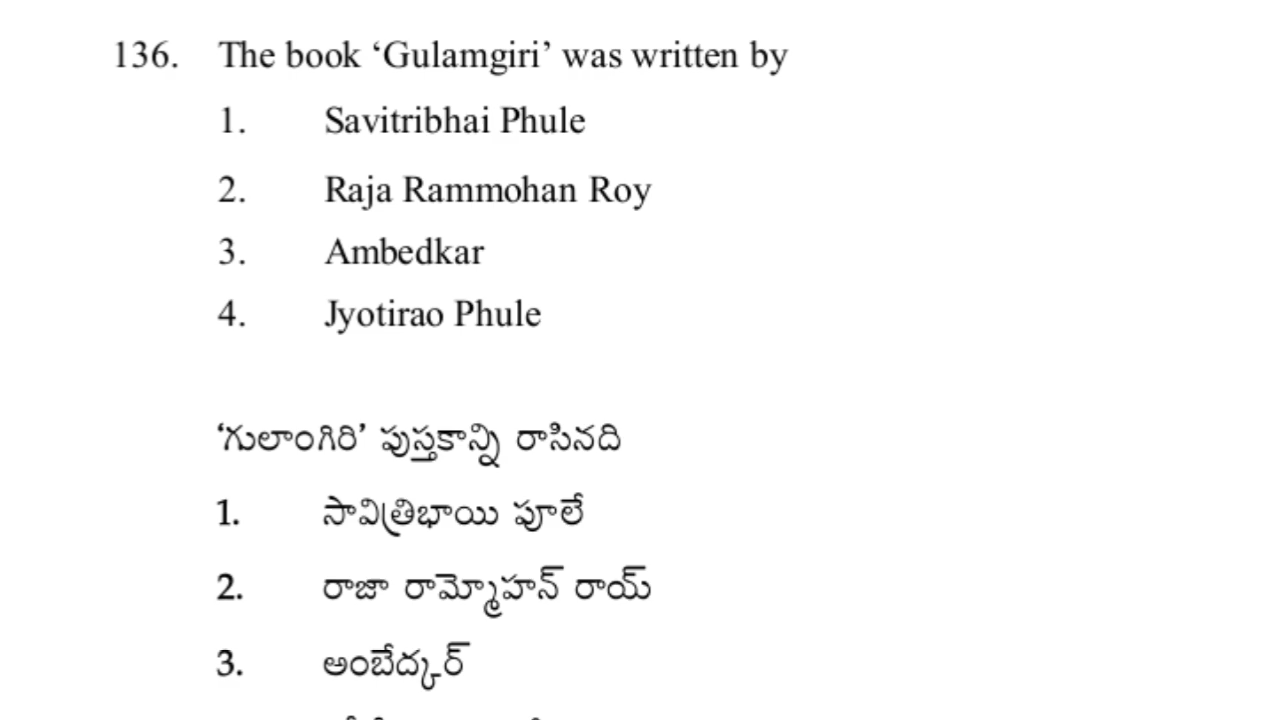 136. The book ‘Gulamgiri’ was written by
1. Savitribhai Phule
2. Raja Rammohan Roy
3. Ambedkar
4. Jyotirao Phule
‘గులాంగిరి’ పుస్తకాన్ని రాసినది
1. సావిత్రిభాయి పూలే
2. రాజా రామ్మోహన్ రాయ్
3. అంబేద్కర్